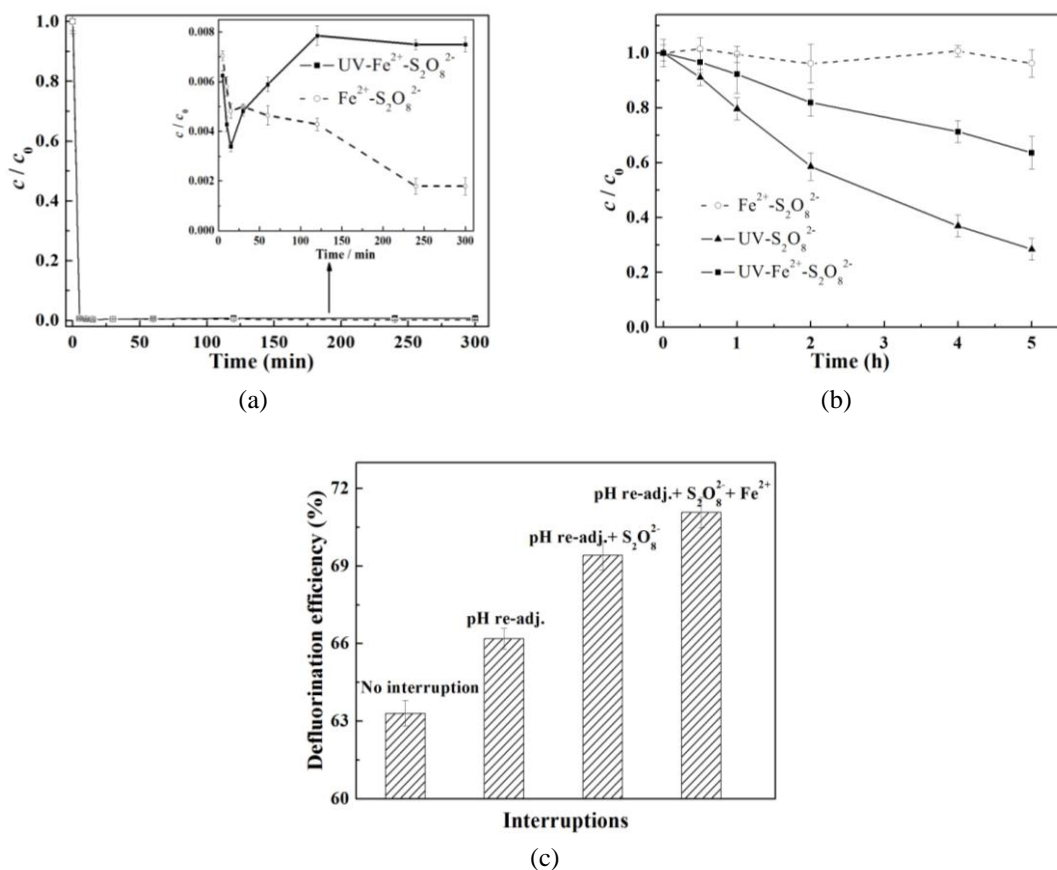 1.0
0.8
0.6
0.4
0.2
0.0
c / c₀
0 50 100 150 200 250 300
Time (min)
0.008
0.006
0.004
0.002
0.000
c / c₀
0 50 100 150 200 250 300
Time / min
UV-Fe²⁺-S₂O₈²⁻
Fe²⁺-S₂O₈²⁻
(a)
1.0
0.8
0.6
0.4
0.2
0.0
c / c₀
Fe²⁺-S₂O₈²⁻
UV-S₂O₈²⁻
UV-Fe²⁺-S₂O₈²⁻
0 1 2 3 4 5
Time (h)
(b)
72
69
66
63
60
Defluorination efficiency (%)
No interruption
pH re-adj.
pH re-adj.+ S₂O₈²⁻
pH re-adj.+ S₂O₈²⁻ + Fe²⁺
Interruptions
(c)